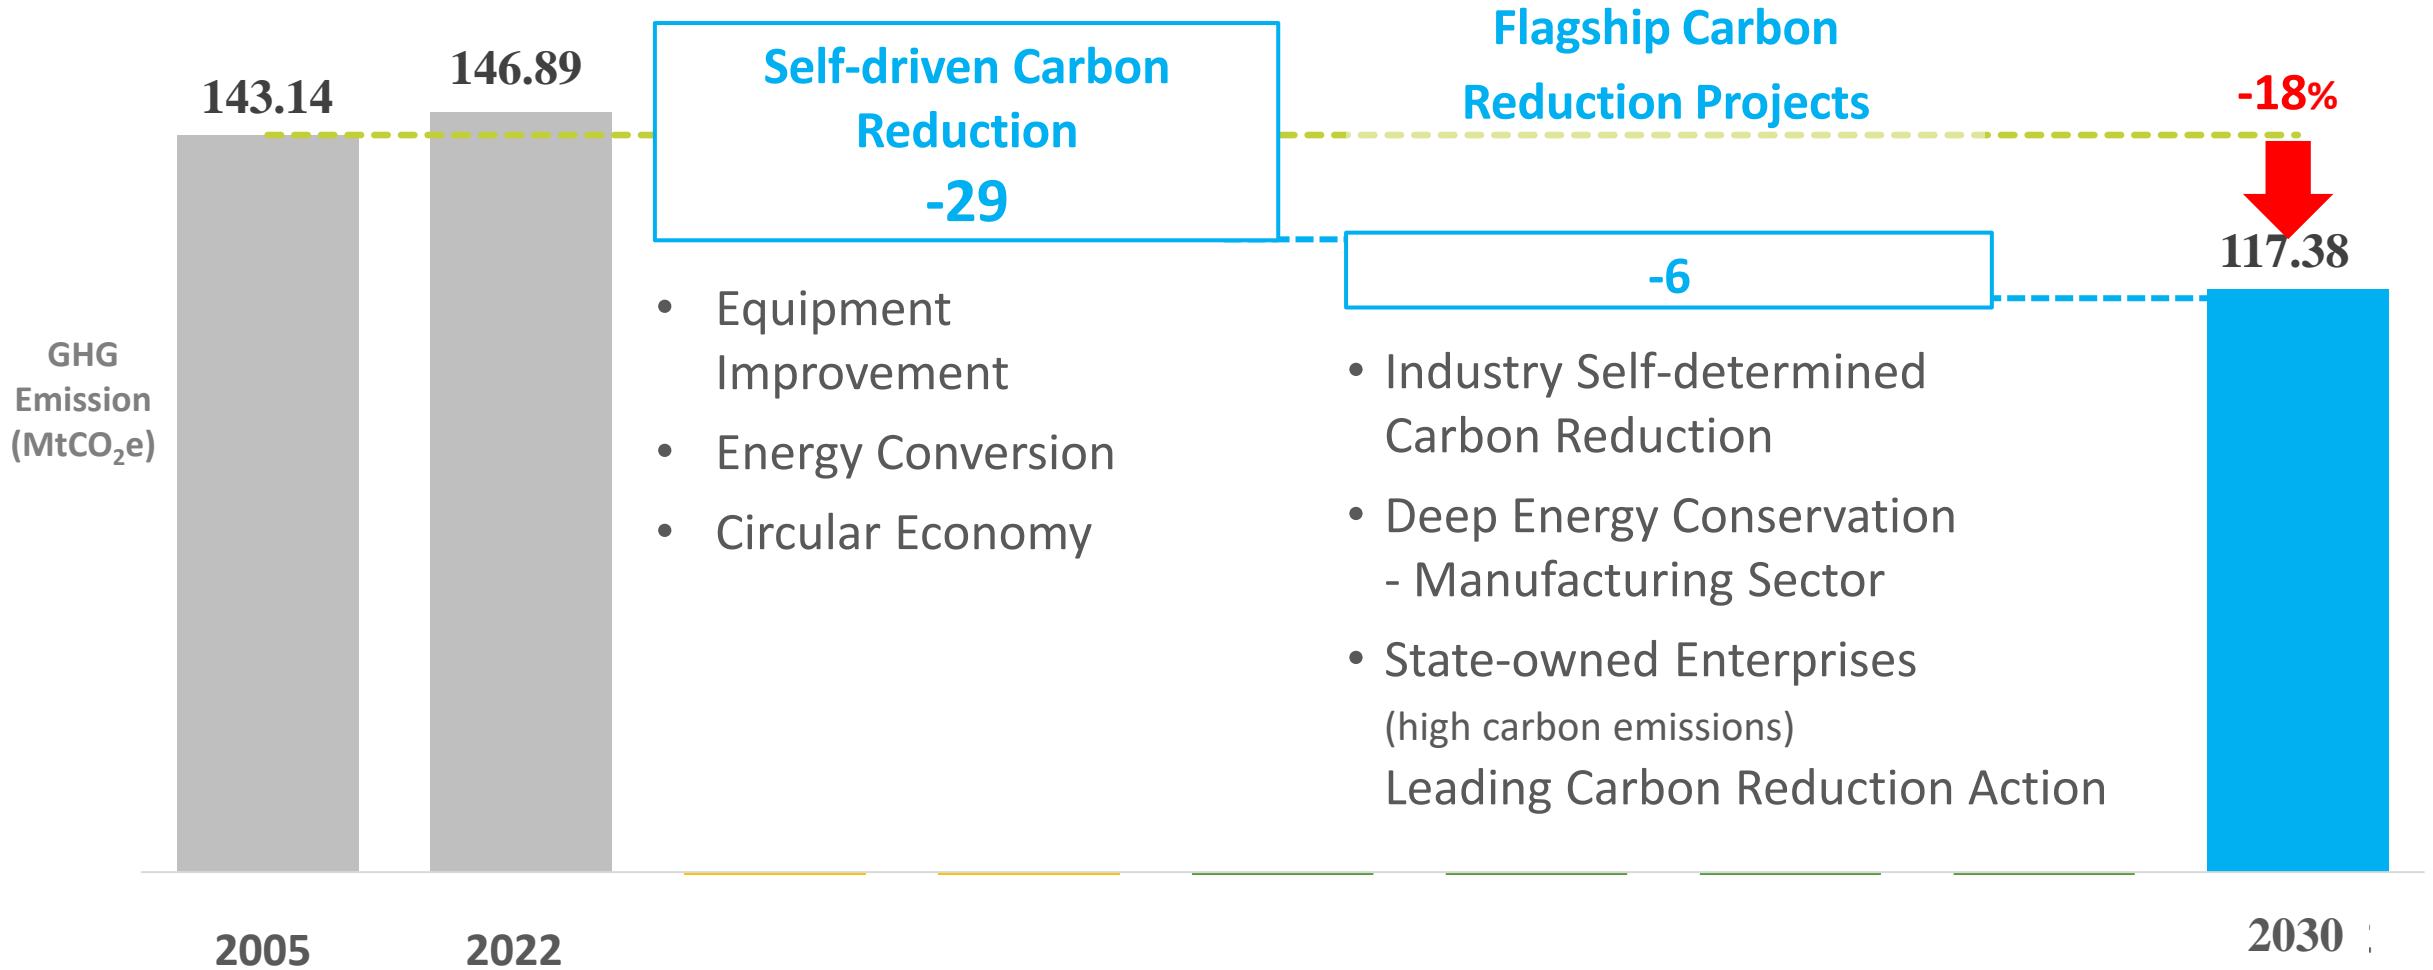 143.14
146.89
Self-driven Carbon
Reduction
-29
Flagship Carbon
Reduction Projects
-6
-18%
117.38
GHG
Emission
(MtCO₂e)
• Equipment
Improvement
• Energy Conversion
• Circular Economy
• Industry Self-determined
Carbon Reduction
• Deep Energy Conservation
- Manufacturing Sector
• State-owned Enterprises
(high carbon emissions)
Leading Carbon Reduction Action
2005
2022
2030